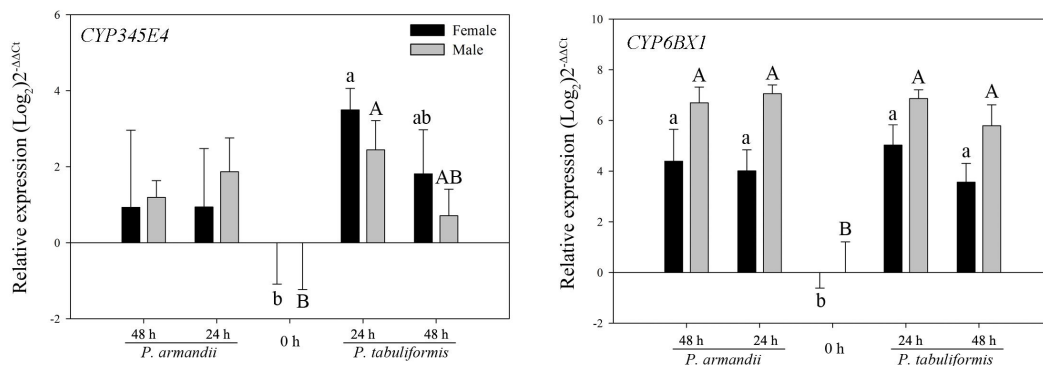 CYP345E4
Female
Male
Relative expression (Log2)2-ΔΔCt
6
4
2
0
-2
a
A
ab
AB
b
B
48 h
24 h
0 h
24 h
48 h
P. armandii
P. tabuliformis
CYP6BX1
Relative expression (Log2)2-ΔΔCt
10
8
6
4
2
0
-2
a
A
a
A
b
B
a
A
a
A
48 h
24 h
0 h
24 h
48 h
P. armandii
P. tabuliformis